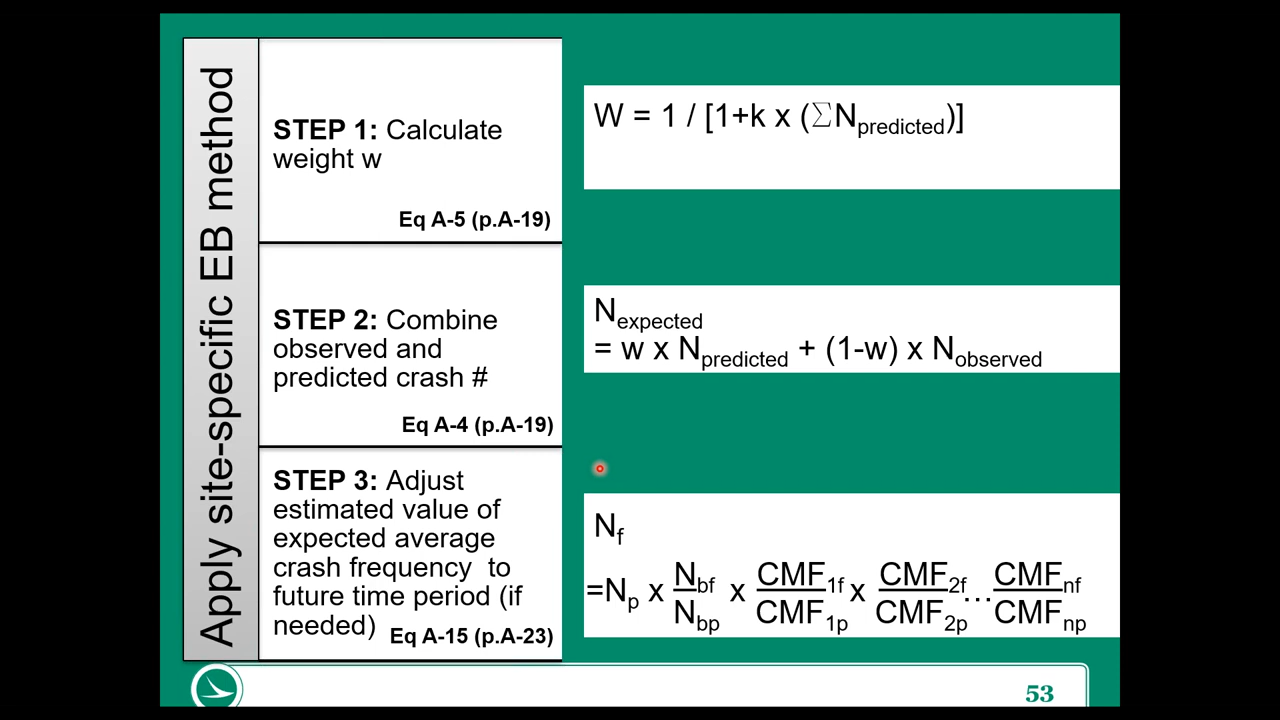 Apply site-specific EB method
STEP 1: Calculate
weight w
Eq A-5 (p.A-19)
W = 1 / [1+k x (∑Npredicted)]
STEP 2: Combine
observed and
predicted crash #
Eq A-4 (p.A-19)
Nexpected
= w x Npredicted + (1-w) x Nobserved
STEP 3: Adjust
estimated value of
expected average
crash frequency to
future time period (if
needed) Eq A-15 (p.A-23)
Nf
=Np x Nbf/Nbp x CMF1f/CMF1p x CMF2f/CMF2p…CMFnf/CMFnp
53